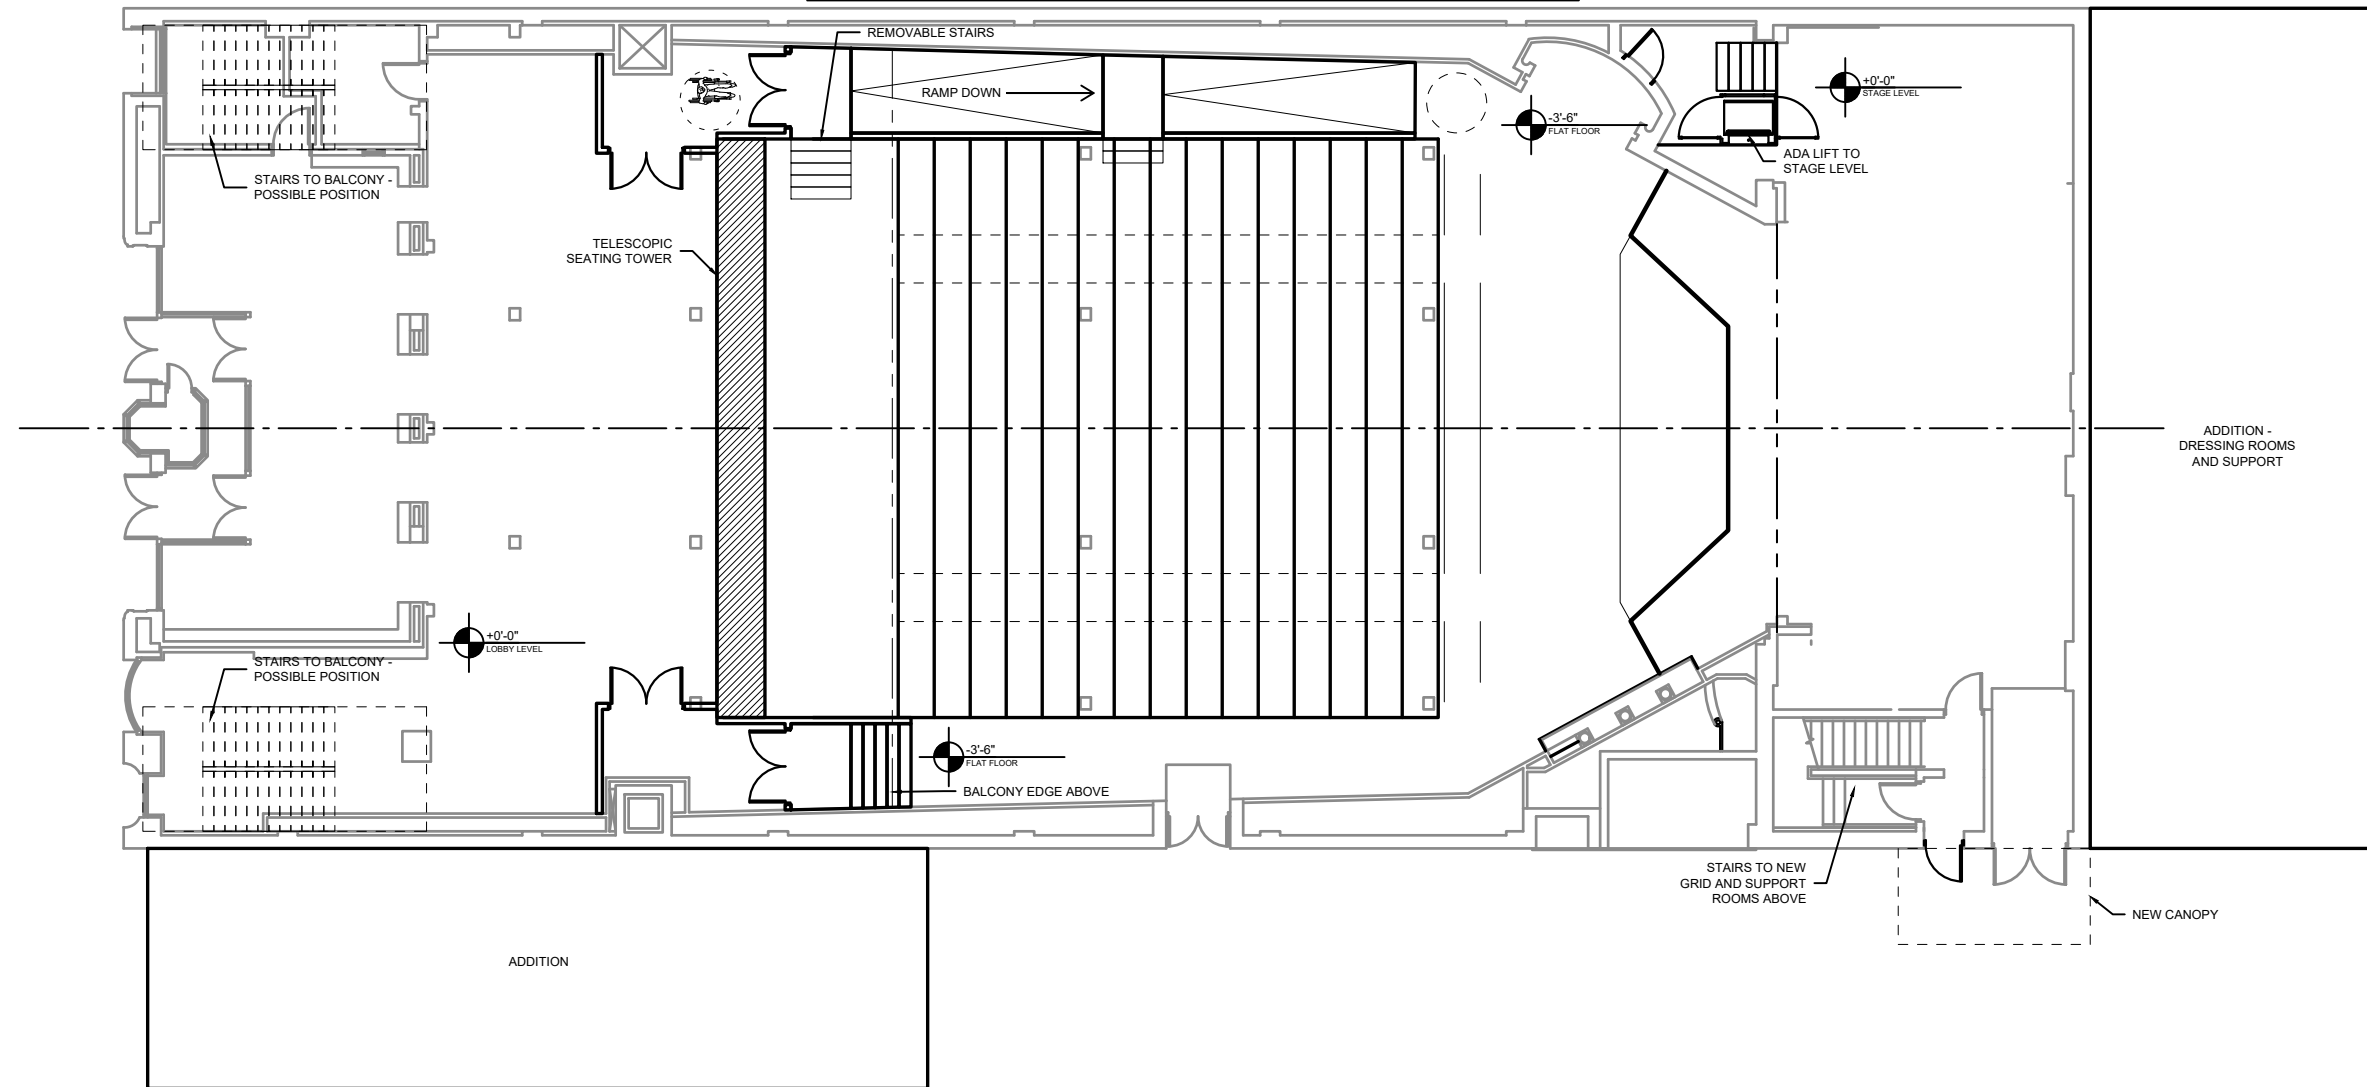 REMOVABLE STAIRS
RAMP DOWN
+0'-0"
STAGE LEVEL
-3'-6"
FLAT FLOOR
ADA LIFT TO
STAGE LEVEL
STAIRS TO BALCONY -
POSSIBLE POSITION
TELESCOPIC
SEATING TOWER
ADDITION -
DRESSING ROOMS
AND SUPPORT
+0'-0"
LOBBY LEVEL
STAIRS TO BALCONY -
POSSIBLE POSITION
-3'-6"
FLAT FLOOR
BALCONY EDGE ABOVE
STAIRS TO NEW
GRID AND SUPPORT
ROOMS ABOVE
NEW CANOPY
ADDITION